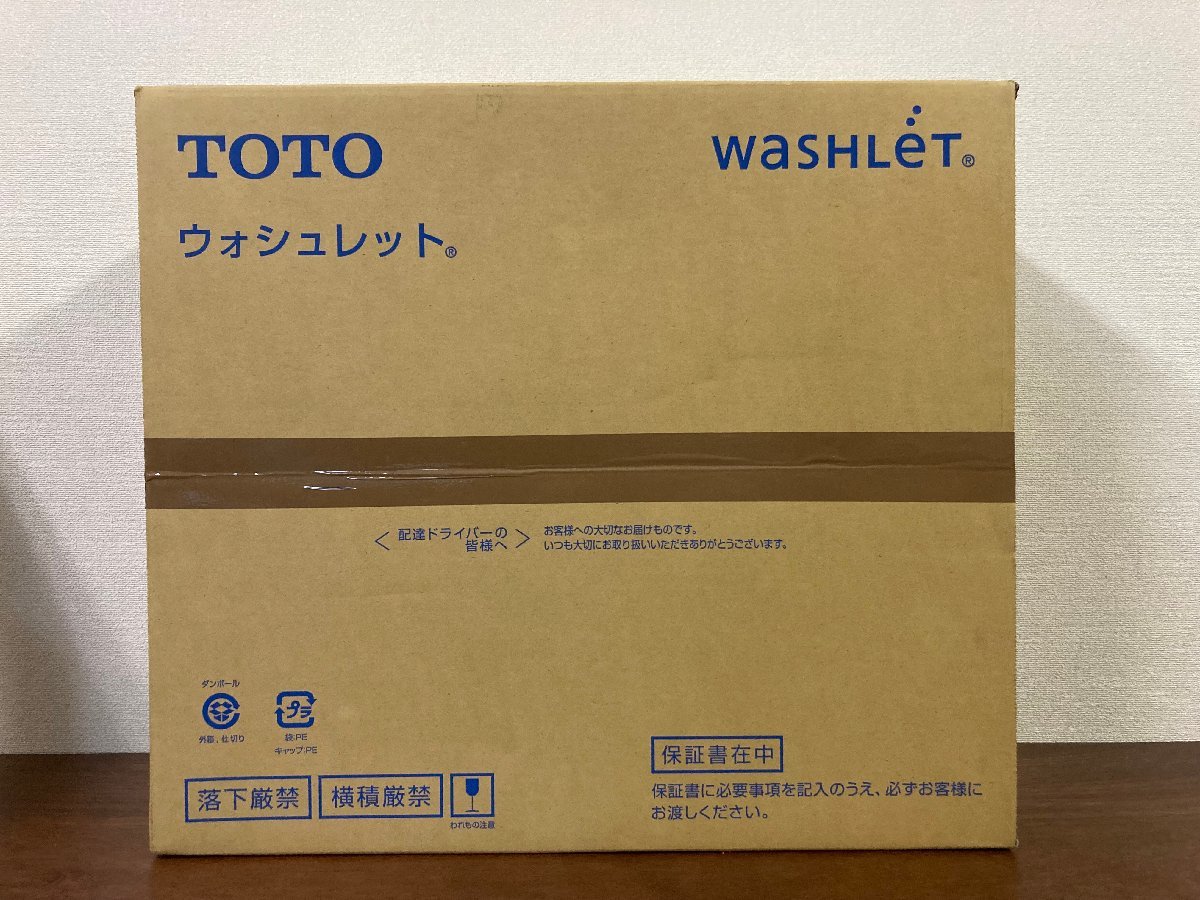 TOTO
WASHLET®
ウォシュレット®
＜配達ドライバーの
皆様へ＞
お客様への大切なお届けものです。
いつも大切にお取り扱いいただきありがとうございます。
ダンボール
外箱、仕切り
プラ
袋:PE
キャップ:PE
落下厳禁
横積厳禁
われもの注意
保証書在中
保証書に必要事項を記入のうえ、必ずお客様に
お渡しください。